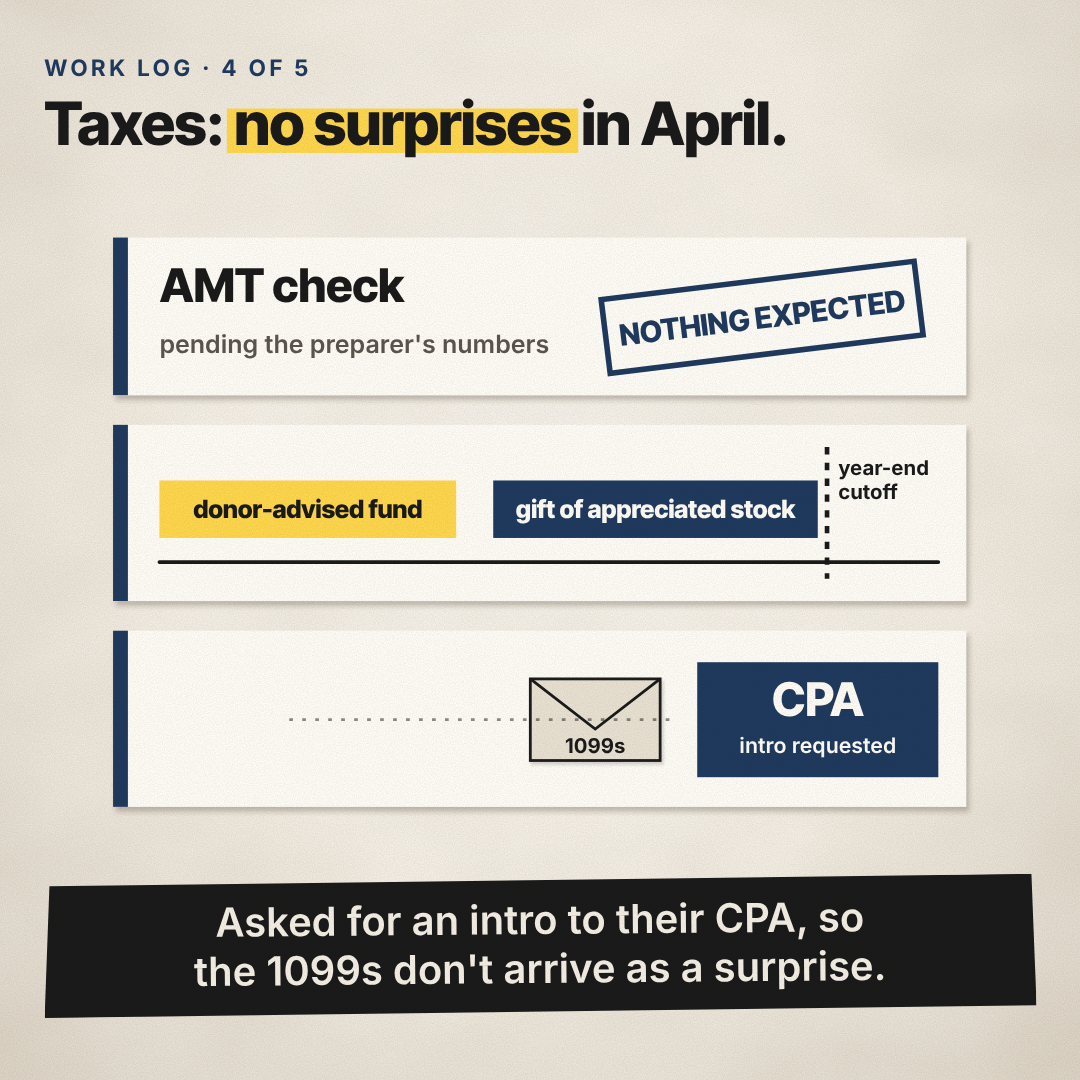 WORK LOG · 4 OF 5
Taxes: no surprises in April.
AMT check
pending the preparer's numbers
NOTHING EXPECTED
donor-advised fund
gift of appreciated stock
year-end
cutoff
1099s
CPA
intro requested
Asked for an intro to their CPA, so
the 1099s don't arrive as a surprise.